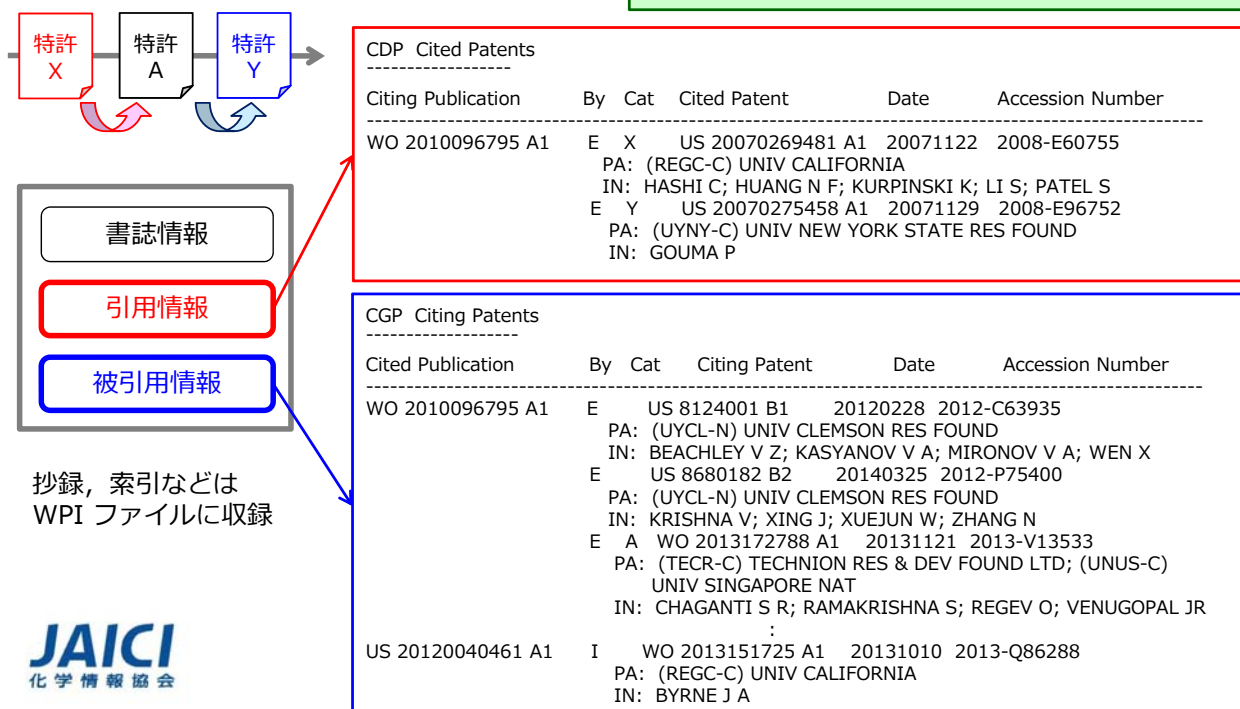 特許
X
特許
A
特許
Y
書誌情報
引用情報
被引用情報
抄録，索引などは
WPI ファイルに収録
JAICI
化学情報協会
CDP Cited Patents
------------------
Citing Publication By Cat Cited Patent Date Accession Number
WO 2010096795 A1 E X US 20070269481 A1 20071122 2008-E60755
PA: (REGC-C) UNIV CALIFORNIA
IN: HASHI C; HUANG N F; KURPINSKI K; LI S; PATEL S
E Y US 20070275458 A1 20071129 2008-E96752
PA: (UYNY-C) UNIV NEW YORK STATE RES FOUND
IN: GOUMA P
CGP Citing Patents
------------------
Cited Publication By Cat Citing Patent Date Accession Number
WO 2010096795 A1 E US 8124001 B1 20120228 2012-C63935
PA: (UYCL-N) UNIV CLEMSON RES FOUND
IN: BEACHLEY V Z; KASYANOV V A; MIRONOV V A; WEN X
E US 8680182 B2 20140325 2012-P75400
PA: (UYCL-N) UNIV CLEMSON RES FOUND
IN: KRISHNA V; XING J; XUEJUN W; ZHANG N
E A WO 2013172788 A1 20131121 2013-V13533
PA: (TECR-C) TECHNION RES & DEV FOUND LTD; (UNUS-C)
UNIV SINGAPORE NAT
IN: CHAGANTI S R; RAMAKRISHNA S; REGEV O; VENUGOPAL JR
:
US 20120040461 A1 I WO 2013151725 A1 20131010 2013-Q86288
PA: (REGC-C) UNIV CALIFORNIA
IN: BYRNE J A